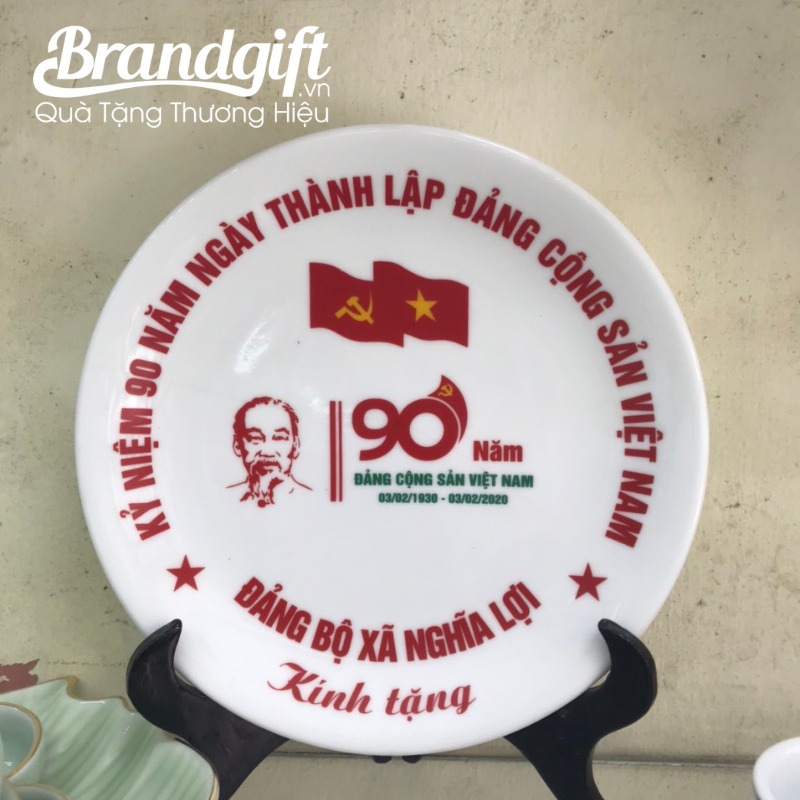 Brandgift
.vn
Quà Tặng Thương Hiệu
KỶ NIỆM 90 NĂM NGÀY THÀNH LẬP ĐẢNG CỘNG SẢN VIỆT NAM
90 Năm
ĐẢNG CỘNG SẢN VIỆT NAM
03/02/1930 - 03/02/2020
ĐẢNG BỘ XÃ NGHĨA LỢI
Kính tặng